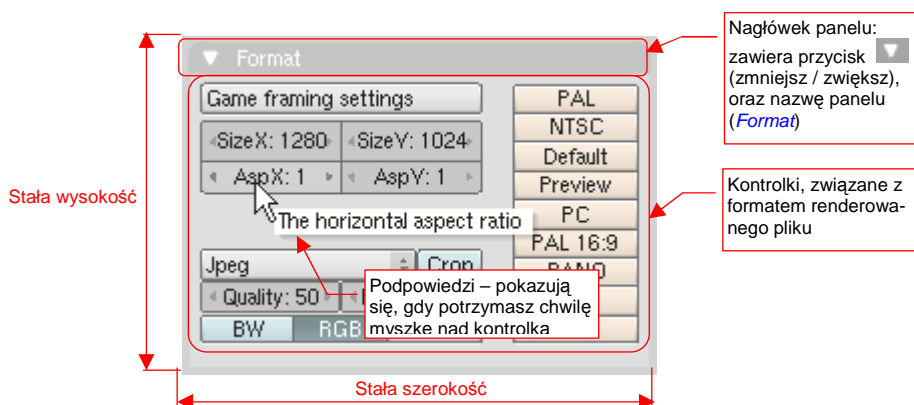 Nagłówek panelu:
zawiera przycisk
(zmniejsz / zwiększ),
oraz nazwę panelu
(Format)
Format
Game framing settings
PAL
NTSC
SizeX: 1280
SizeY: 1024
Default
AspX: 1
AspY: 1
Preview
Stała wysokość
Kontrolki, związane z
formatem renderowa-
nego pliku
PC
The horizontal aspect ratio
PAL 16:9
Jpeg
Crop
Podpowiedzi – pokazują
się, gdy potrzymasz chwilę
myszkę nad kontrolką
Quality: 50
BW
RGB
Stała szerokość